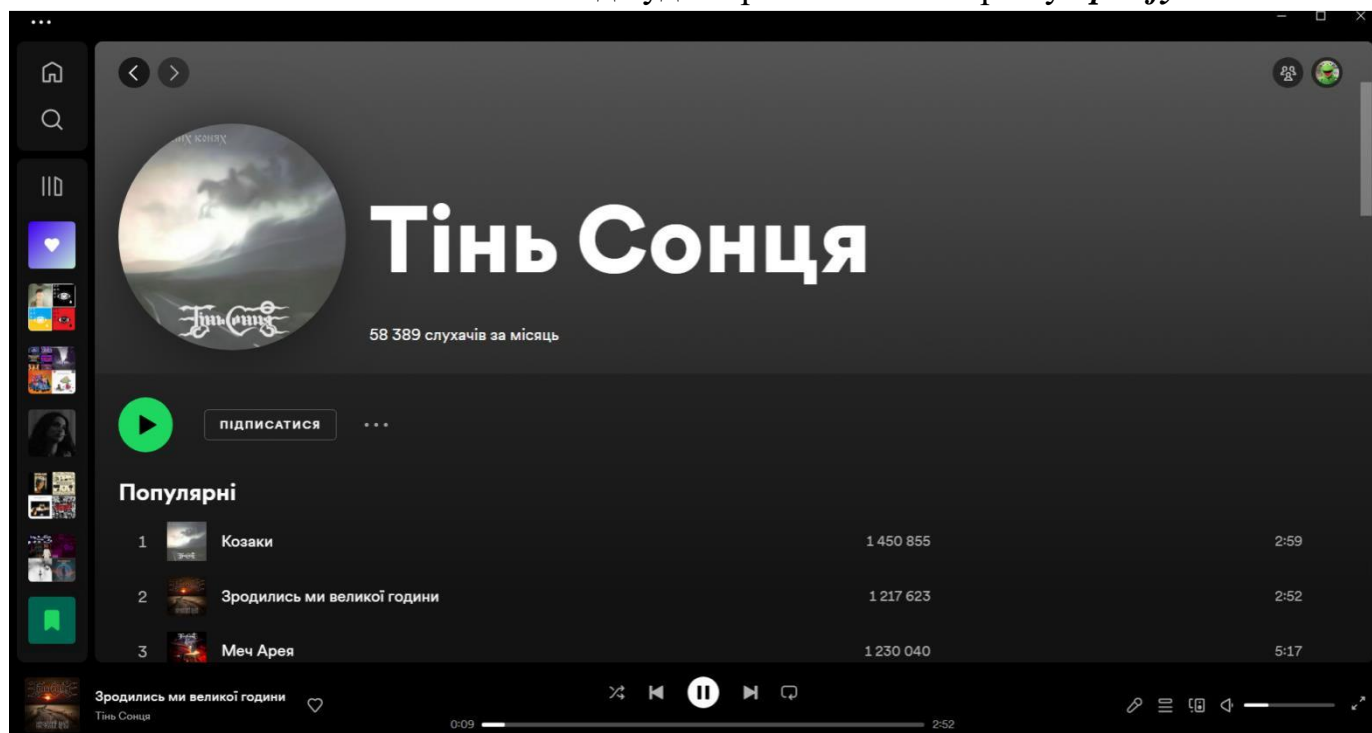 Тінь Сонця
58 389 слухачів за місяць
ПІДПИСАТИСЯ
Популярні
1 Козаки 1 450 855 2:59
2 Зродились ми великої години 1 217 623 2:52
3 Меч Арея 1 230 040 5:17
Зродились ми великої години
Тінь Сонця
0:09 2:52